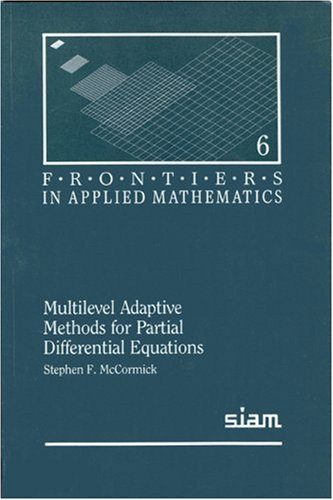 6
F•R•O•N•T•I•E•R•S
IN APPLIED MATHEMATICS
Multilevel Adaptive
Methods for Partial
Differential Equations
Stephen F. McCormick
siam